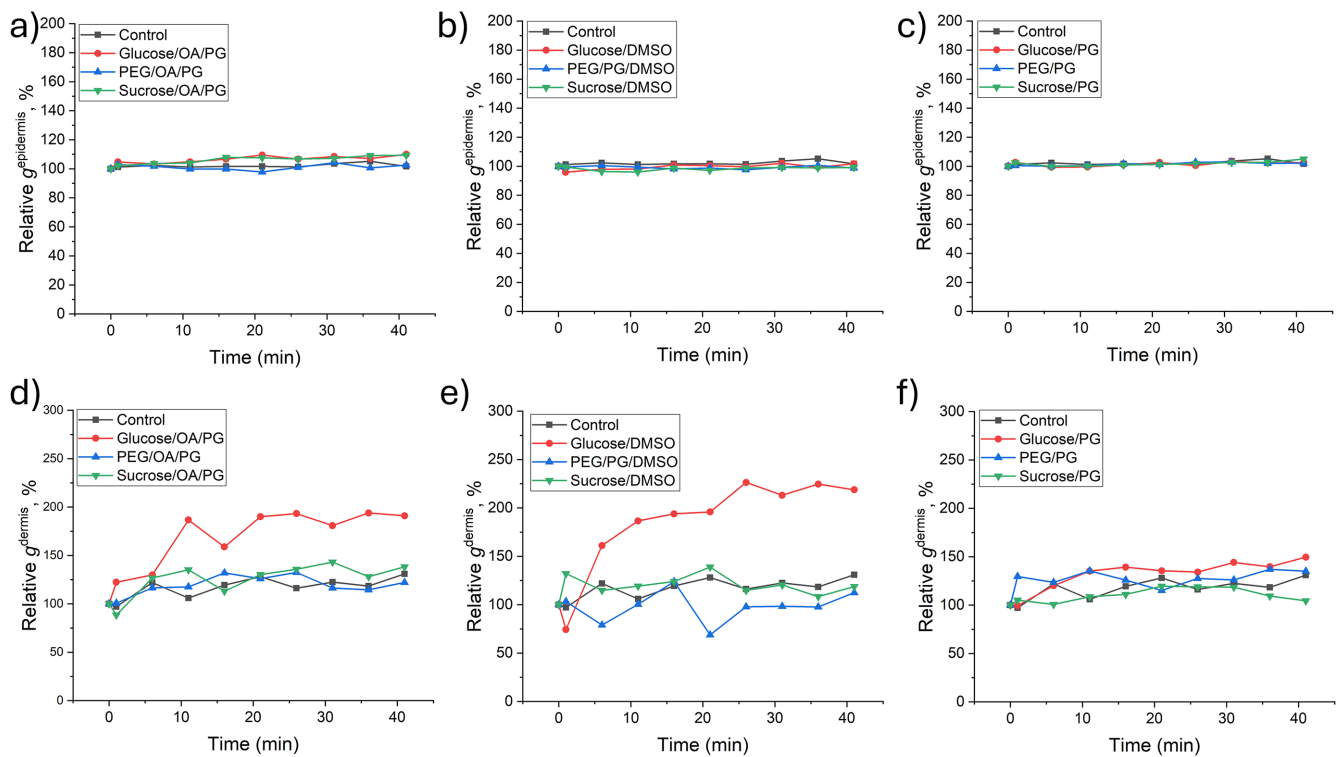 a)
Control
Glucose/OA/PG
PEG/OA/PG
Sucrose/OA/PG
Relative g^epidermis, %
200
180
160
140
120
100
80
60
40
20
0
0 10 20 30 40
Time (min)
b)
Control
Glucose/DMSO
PEG/PG/DMSO
Sucrose/DMSO
Relative g^epidermis, %
200
180
160
140
120
100
80
60
40
20
0
0 10 20 30 40
Time (min)
c)
Control
Glucose/PG
PEG/PG
Sucrose/PG
Relative g^epidermis, %
200
180
160
140
120
100
80
60
40
20
0
0 10 20 30 40
Time (min)
d)
Control
Glucose/OA/PG
PEG/OA/PG
Sucrose/OA/PG
Relative g^dermis, %
300
250
200
150
100
50
0
0 10 20 30 40
Time (min)
e)
Control
Glucose/DMSO
PEG/PG/DMSO
Sucrose/DMSO
Relative g^dermis, %
300
250
200
150
100
50
0
0 10 20 30 40
Time (min)
f)
Control
Glucose/PG
PEG/PG
Sucrose/PG
Relative g^dermis, %
300
250
200
150
100
50
0
0 10 20 30 40
Time (min)